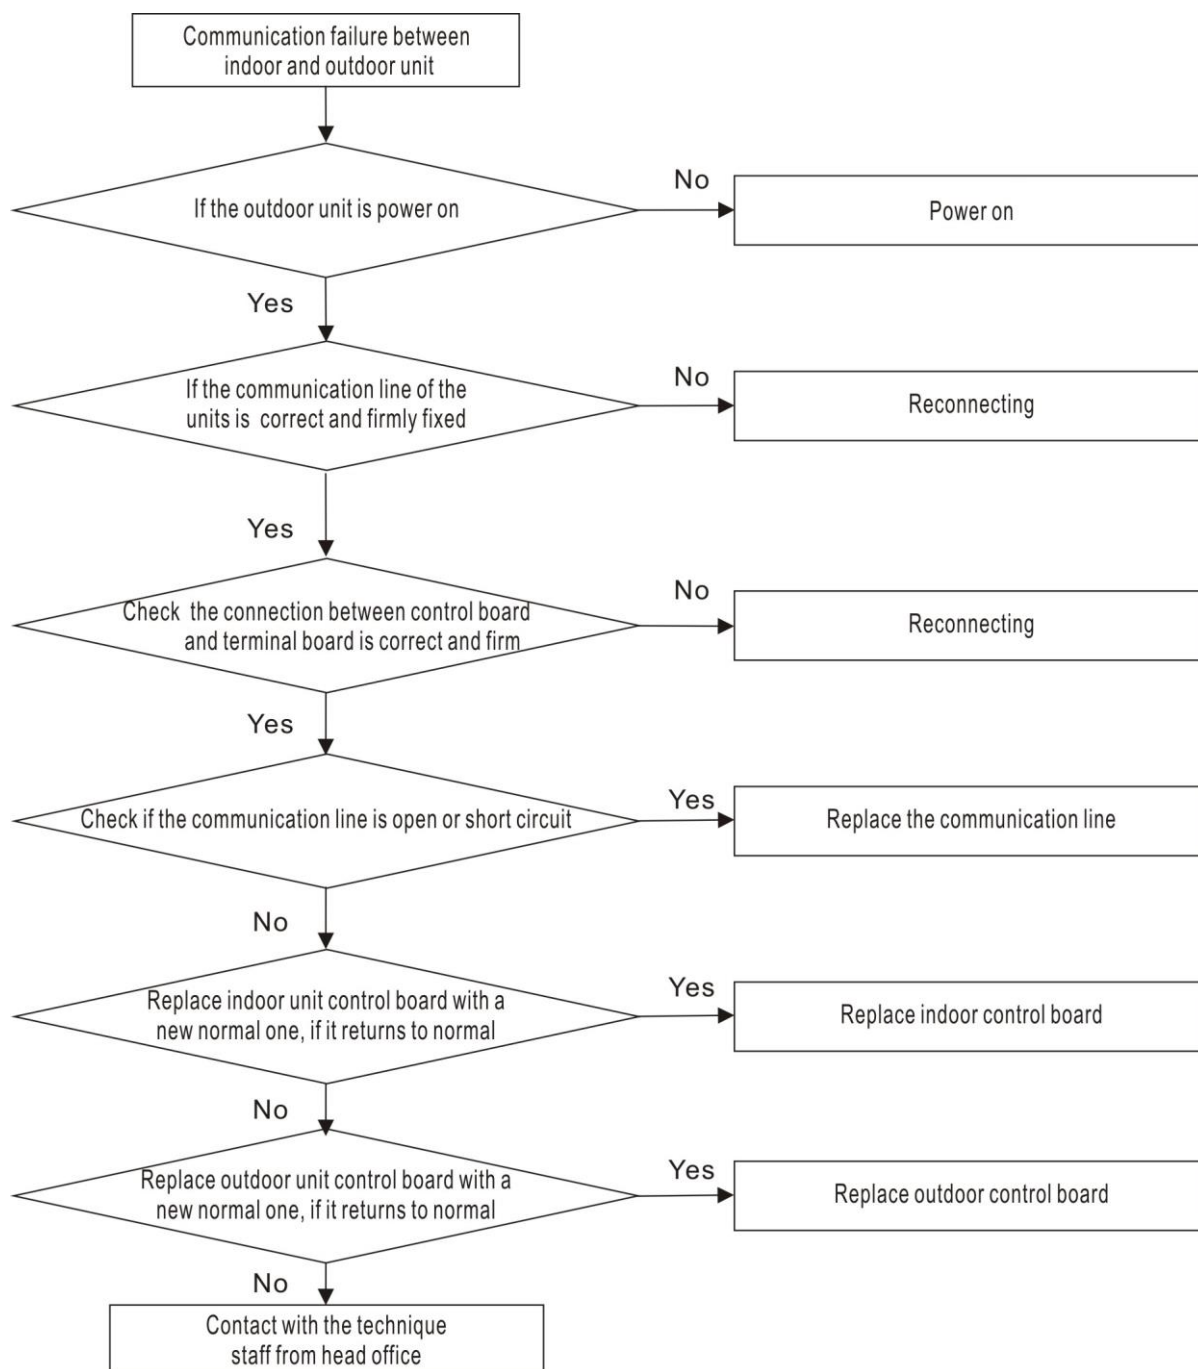 Communication failure between
indoor and outdoor unit
If the outdoor unit is power on
No
Power on
Yes
If the communication line of the
units is correct and firmly fixed
No
Reconnecting
Yes
Check the connection between control board
and terminal board is correct and firm
No
Reconnecting
Yes
Check if the communication line is open or short circuit
Yes
Replace the communication line
No
Replace indoor unit control board with a
new normal one, if it returns to normal
Yes
Replace indoor control board
No
Replace outdoor unit control board with a
new normal one, if it returns to normal
Yes
Replace outdoor control board
No
Contact with the technique
staff from head office